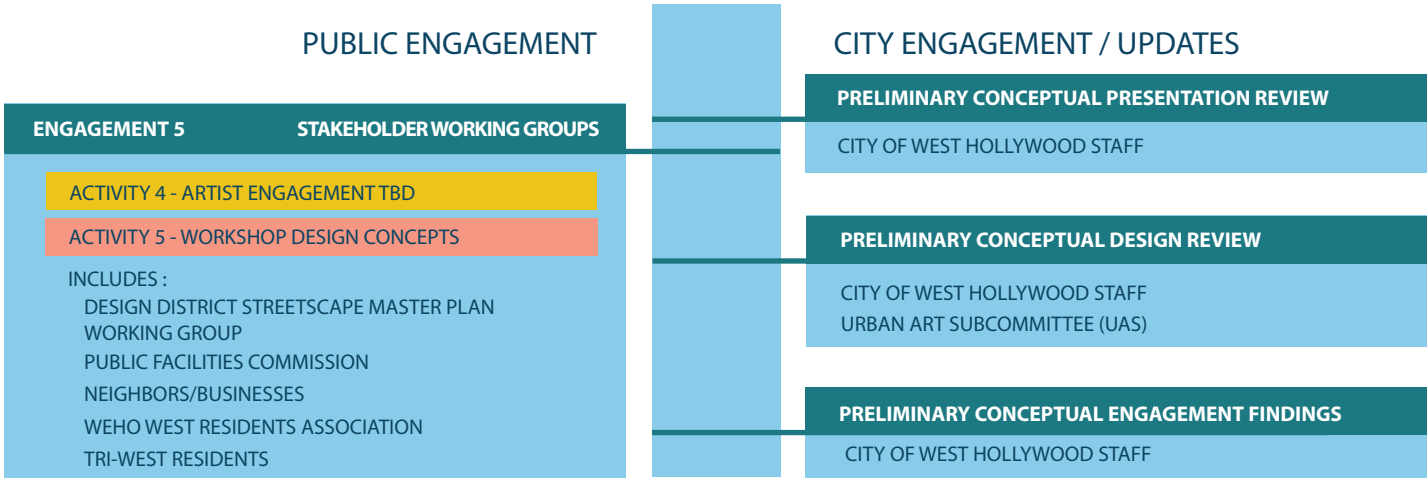 PUBLIC ENGAGEMENT
ENGAGEMENT 5 STAKEHOLDER WORKING GROUPS
ACTIVITY 4 - ARTIST ENGAGEMENT TBD
ACTIVITY 5 - WORKSHOP DESIGN CONCEPTS
INCLUDES :
DESIGN DISTRICT STREETSCAPE MASTER PLAN
WORKING GROUP
PUBLIC FACILITIES COMMISSION
NEIGHBORS/BUSINESSES
WEHO WEST RESIDENTS ASSOCIATION
TRI-WEST RESIDENTS
CITY ENGAGEMENT / UPDATES
PRELIMINARY CONCEPTUAL PRESENTATION REVIEW
CITY OF WEST HOLLYWOOD STAFF
PRELIMINARY CONCEPTUAL DESIGN REVIEW
CITY OF WEST HOLLYWOOD STAFF
URBAN ART SUBCOMMITTEE (UAS)
PRELIMINARY CONCEPTUAL ENGAGEMENT FINDINGS
CITY OF WEST HOLLYWOOD STAFF